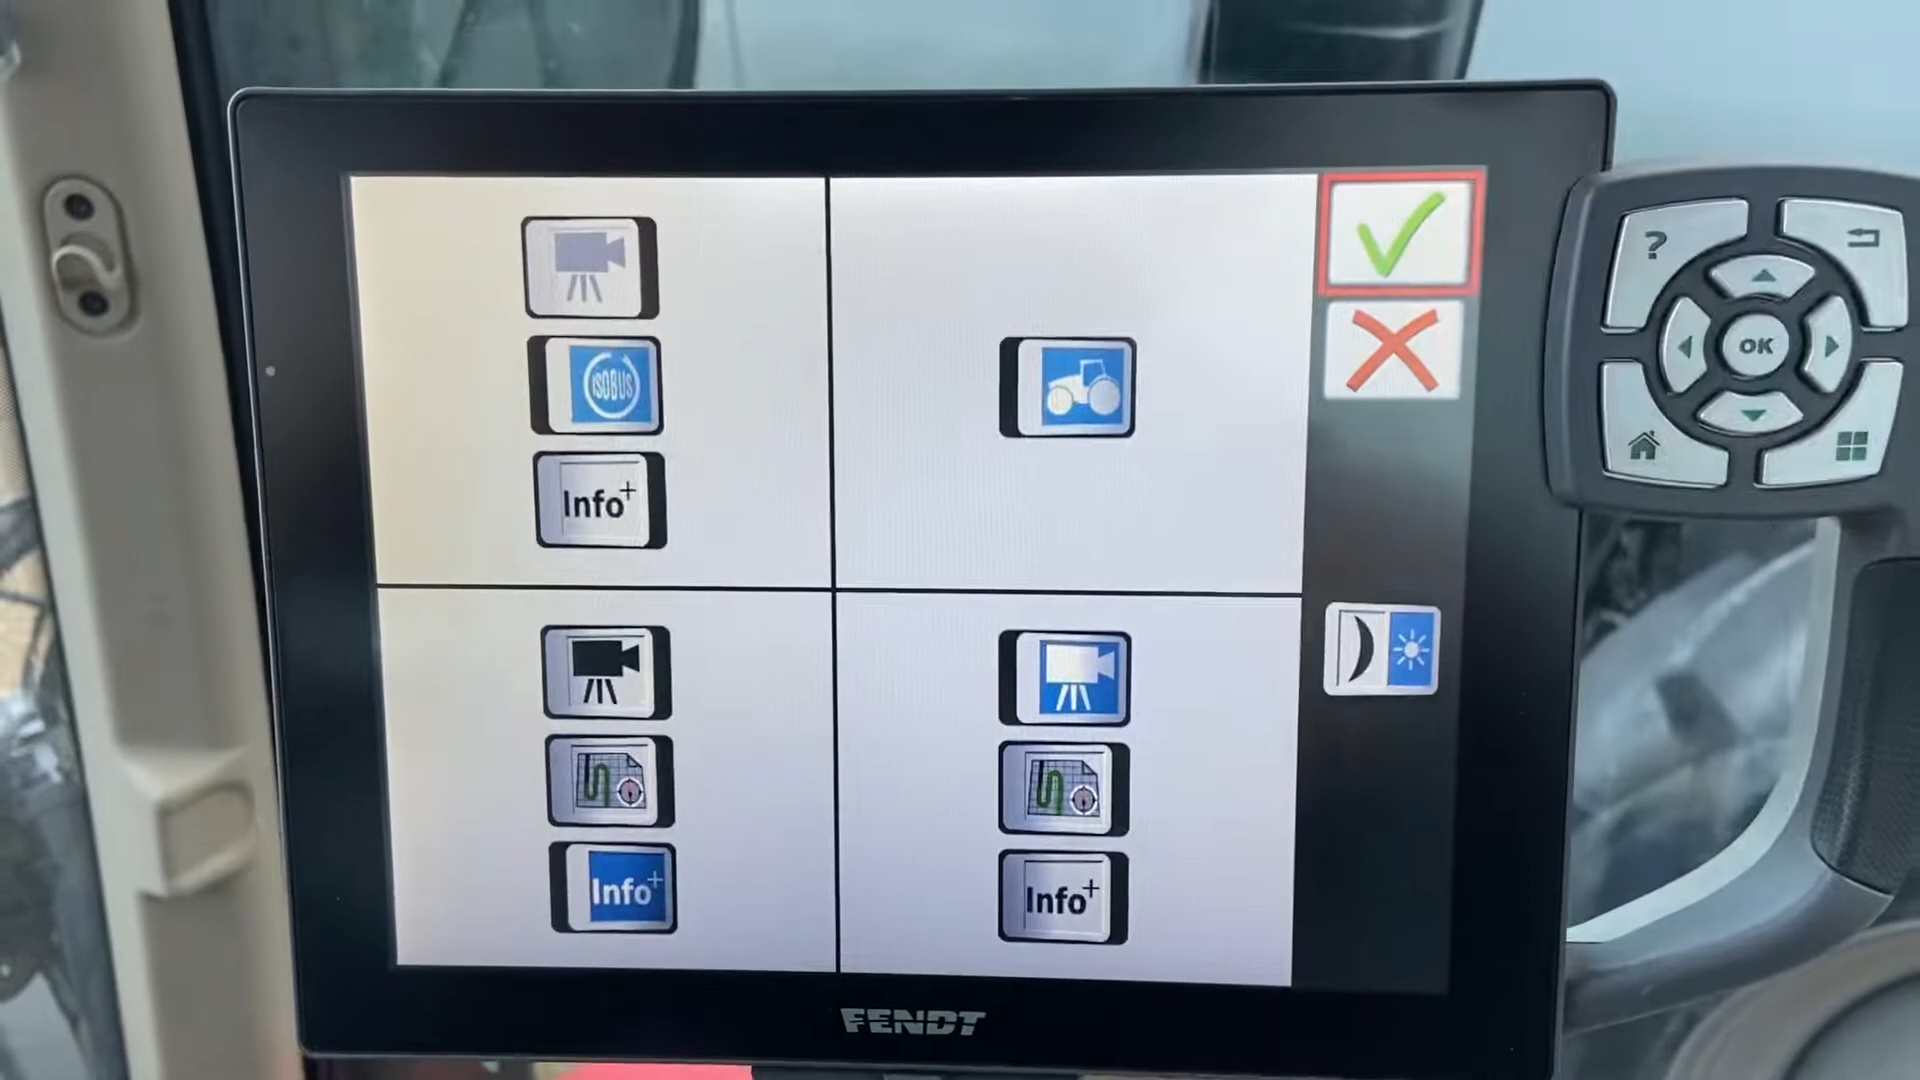 ?
ISOBUS
OK
Info+
Info+
Info+
FENDT